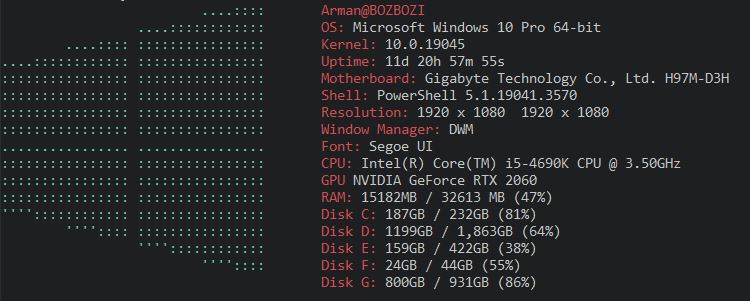 Arman@BOZBOZI
OS: Microsoft Windows 10 Pro 64-bit
Kernel: 10.0.19045
Uptime: 11d 20h 57m 55s
Motherboard: Gigabyte Technology Co., Ltd. H97M-D3H
Shell: PowerShell 5.1.19041.3570
Resolution: 1920 x 1080  1920 x 1080
Window Manager: DWM
Font: Segoe UI
CPU: Intel(R) Core(TM) i5-4690K CPU @ 3.50GHz
GPU NVIDIA GeForce RTX 2060
RAM: 15182MB / 32613 MB (47%)
Disk C: 187GB / 232GB (81%)
Disk D: 1199GB / 1,863GB (64%)
Disk E: 159GB / 422GB (38%)
Disk F: 24GB / 44GB (55%)
Disk G: 800GB / 931GB (86%)